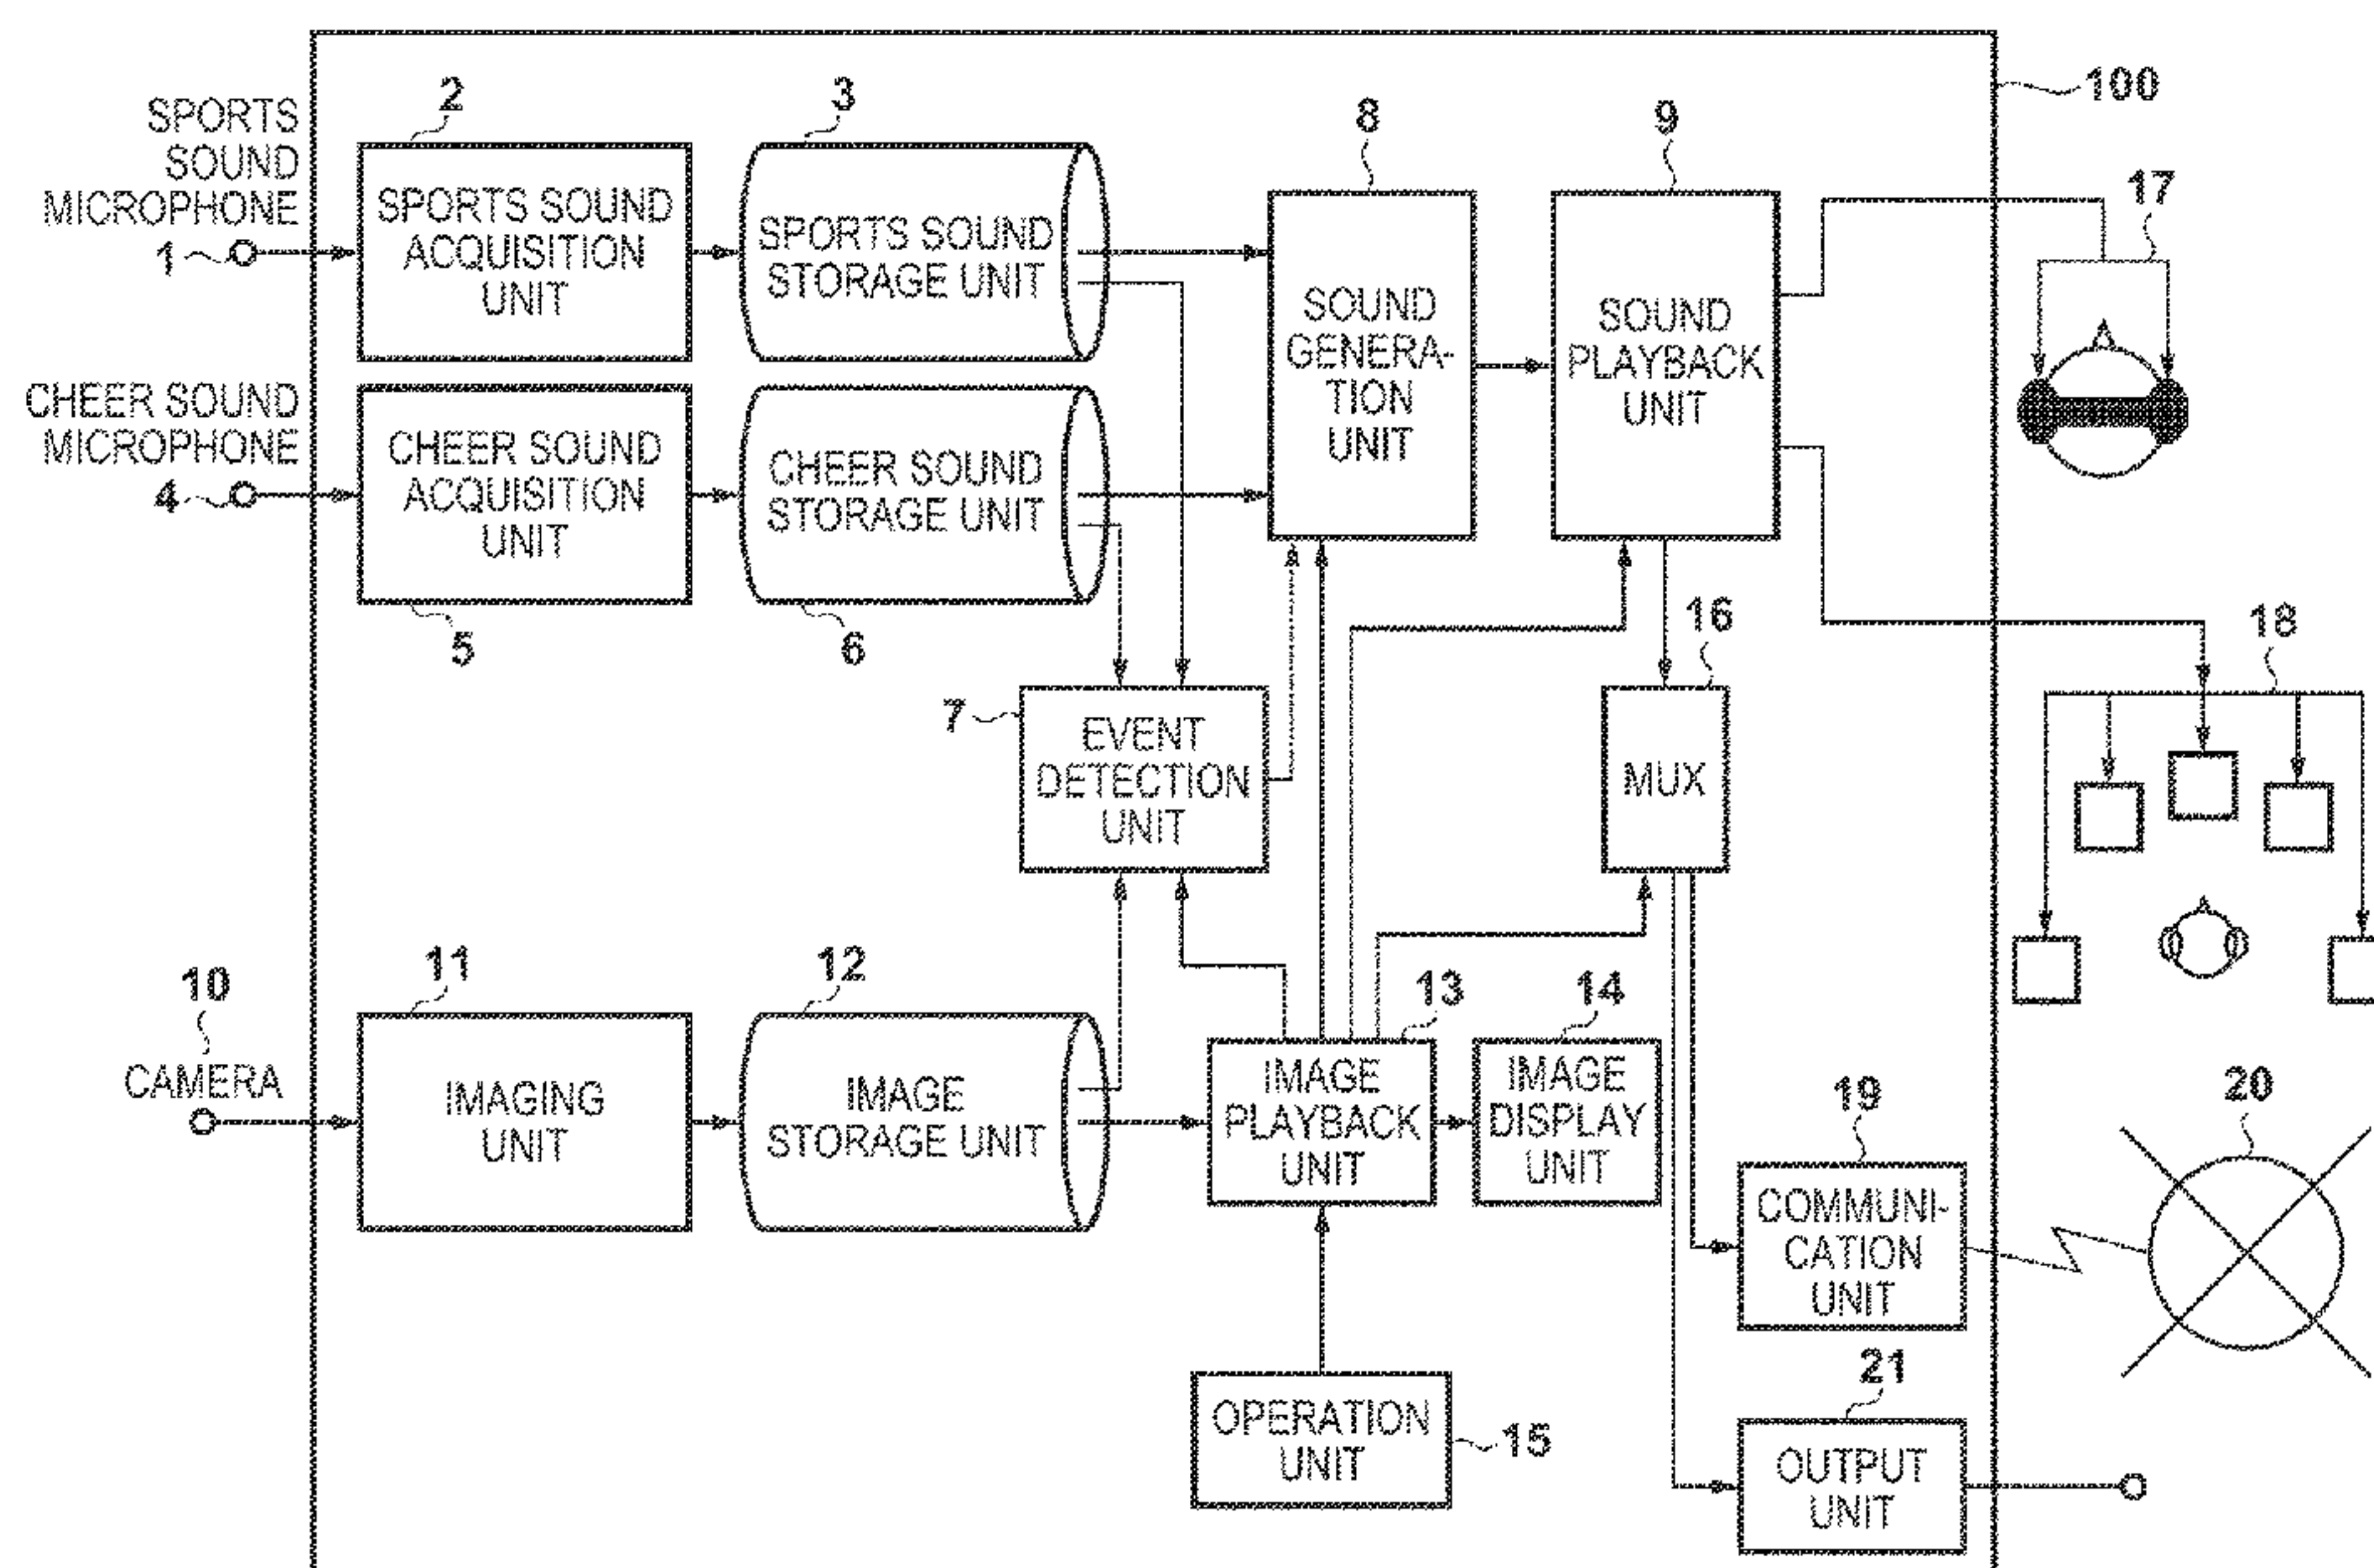 100
SPORTS
SOUND
MICROPHONE
1
2
SPORTS SOUND
ACQUISITION
UNIT
3
SPORTS SOUND
STORAGE UNIT
8
SOUND
GENERA-
TION
UNIT
9
SOUND
PLAYBACK
UNIT
17
CHEER SOUND
MICROPHONE
4
CHEER SOUND
ACQUISITION
UNIT
5
CHEER SOUND
STORAGE UNIT
6
7
EVENT
DETECTION
UNIT
16
MUX
18
10
CAMERA
11
IMAGING
UNIT
12
IMAGE
STORAGE UNIT
13
IMAGE
PLAYBACK
UNIT
14
IMAGE
DISPLAY
UNIT
19
COMMUNI-
CATION
UNIT
20
OPERATION
UNIT
15
21
OUTPUT
UNIT